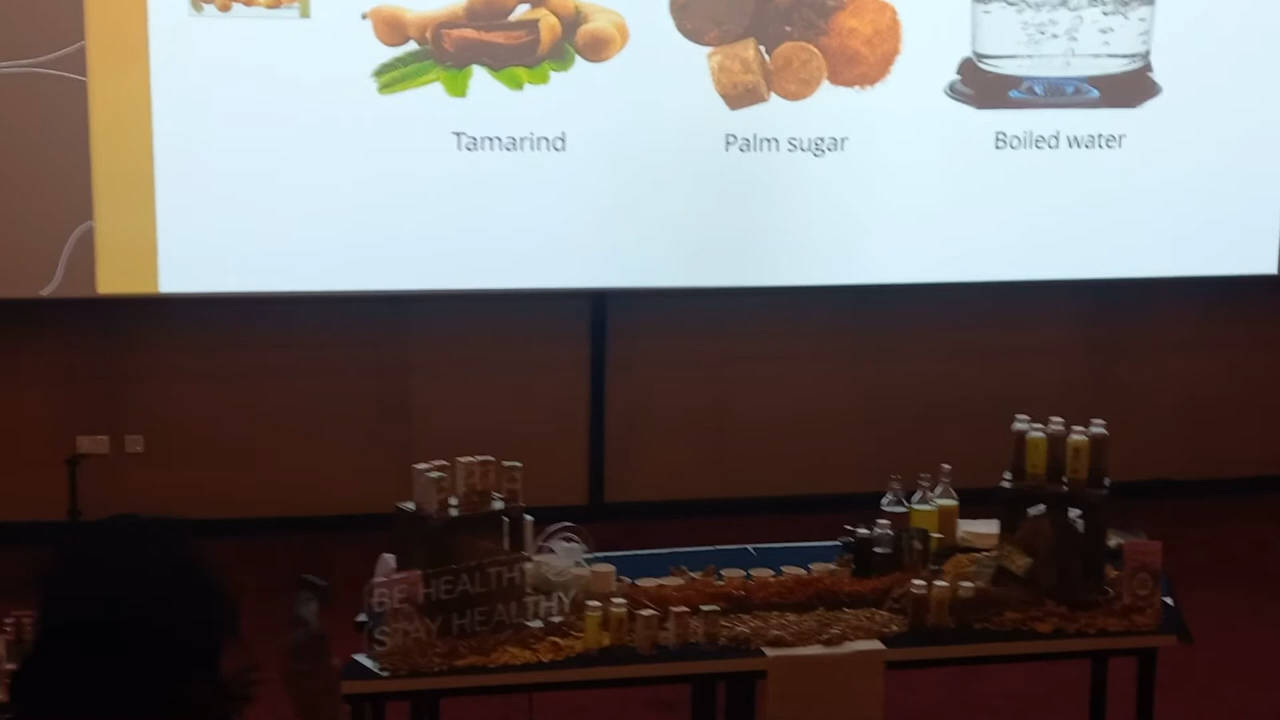 Tamarind
Palm sugar
Boiled water
BE HEALTHY
STAY HEALTHY